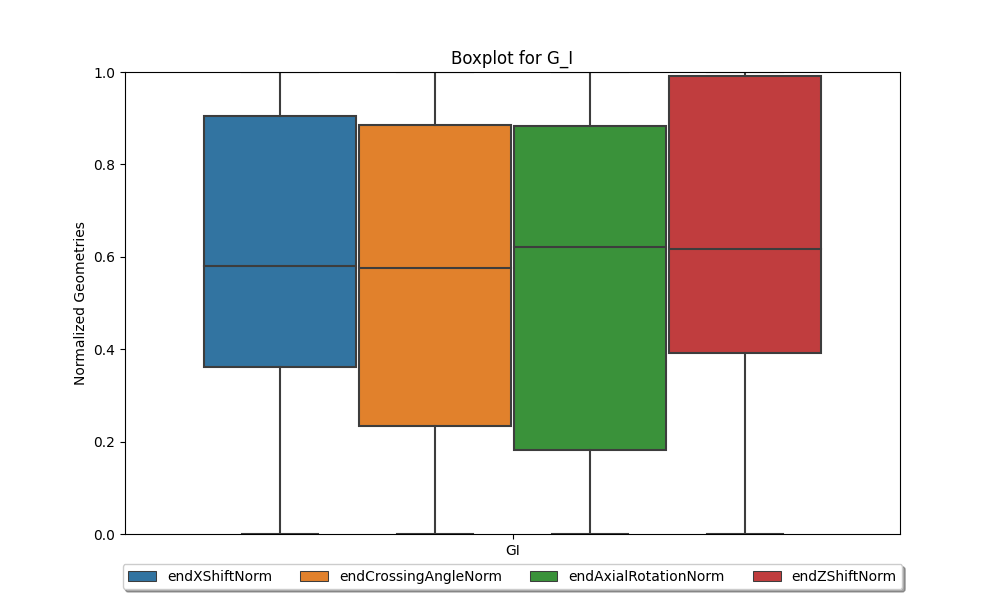 Boxplot for G_I
1.0
0.8
0.6
0.4
0.2
0.0
Normalized Geometries
GI
endXShiftNorm endCrossingAngleNorm endAxialRotationNorm endZShiftNorm